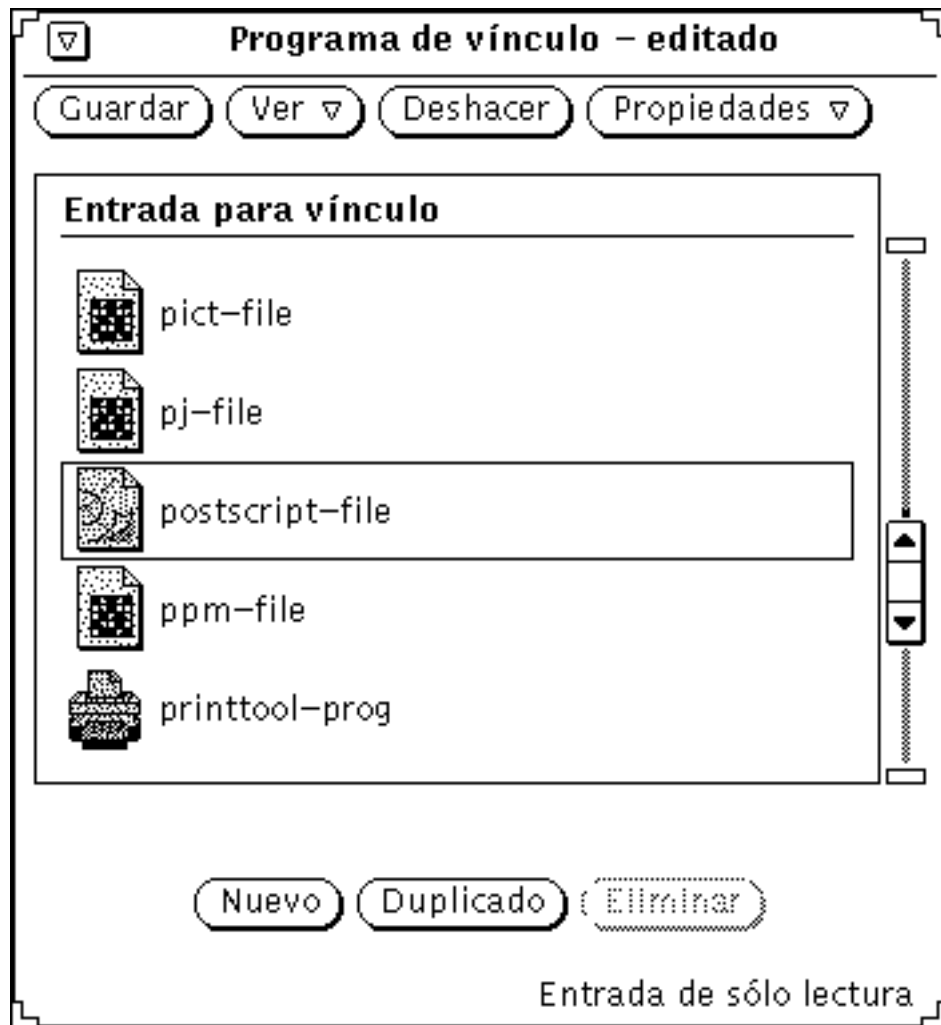 Programa de vínculo – editado
Guardar Ver Deshacer Propiedades
Entrada para vínculo
pict–file
pj–file
postscript–file
ppm–file
printtool–prog
Nuevo Duplicado Eliminar
Entrada de sólo lectura